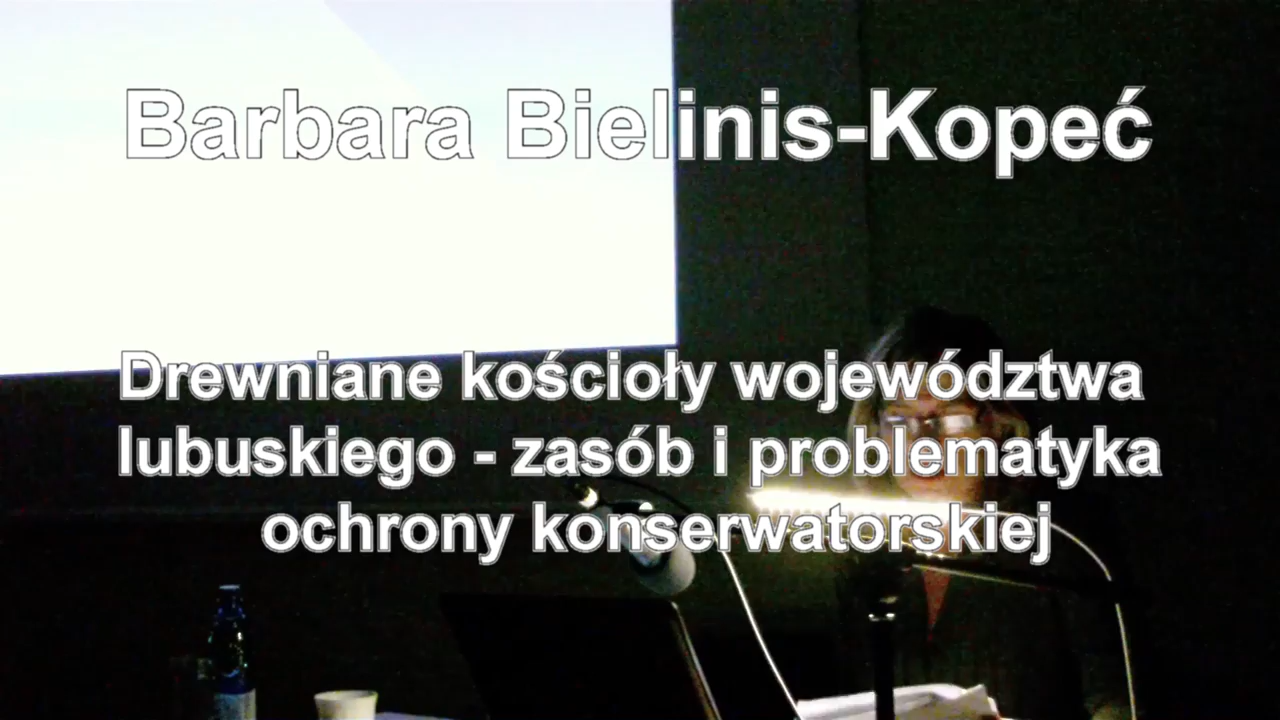 Barbara Bielinis-Kopeć
Drewniane kościoły województwa
lubuskiego - zasób i problematyka
ochrony konserwatorskiej